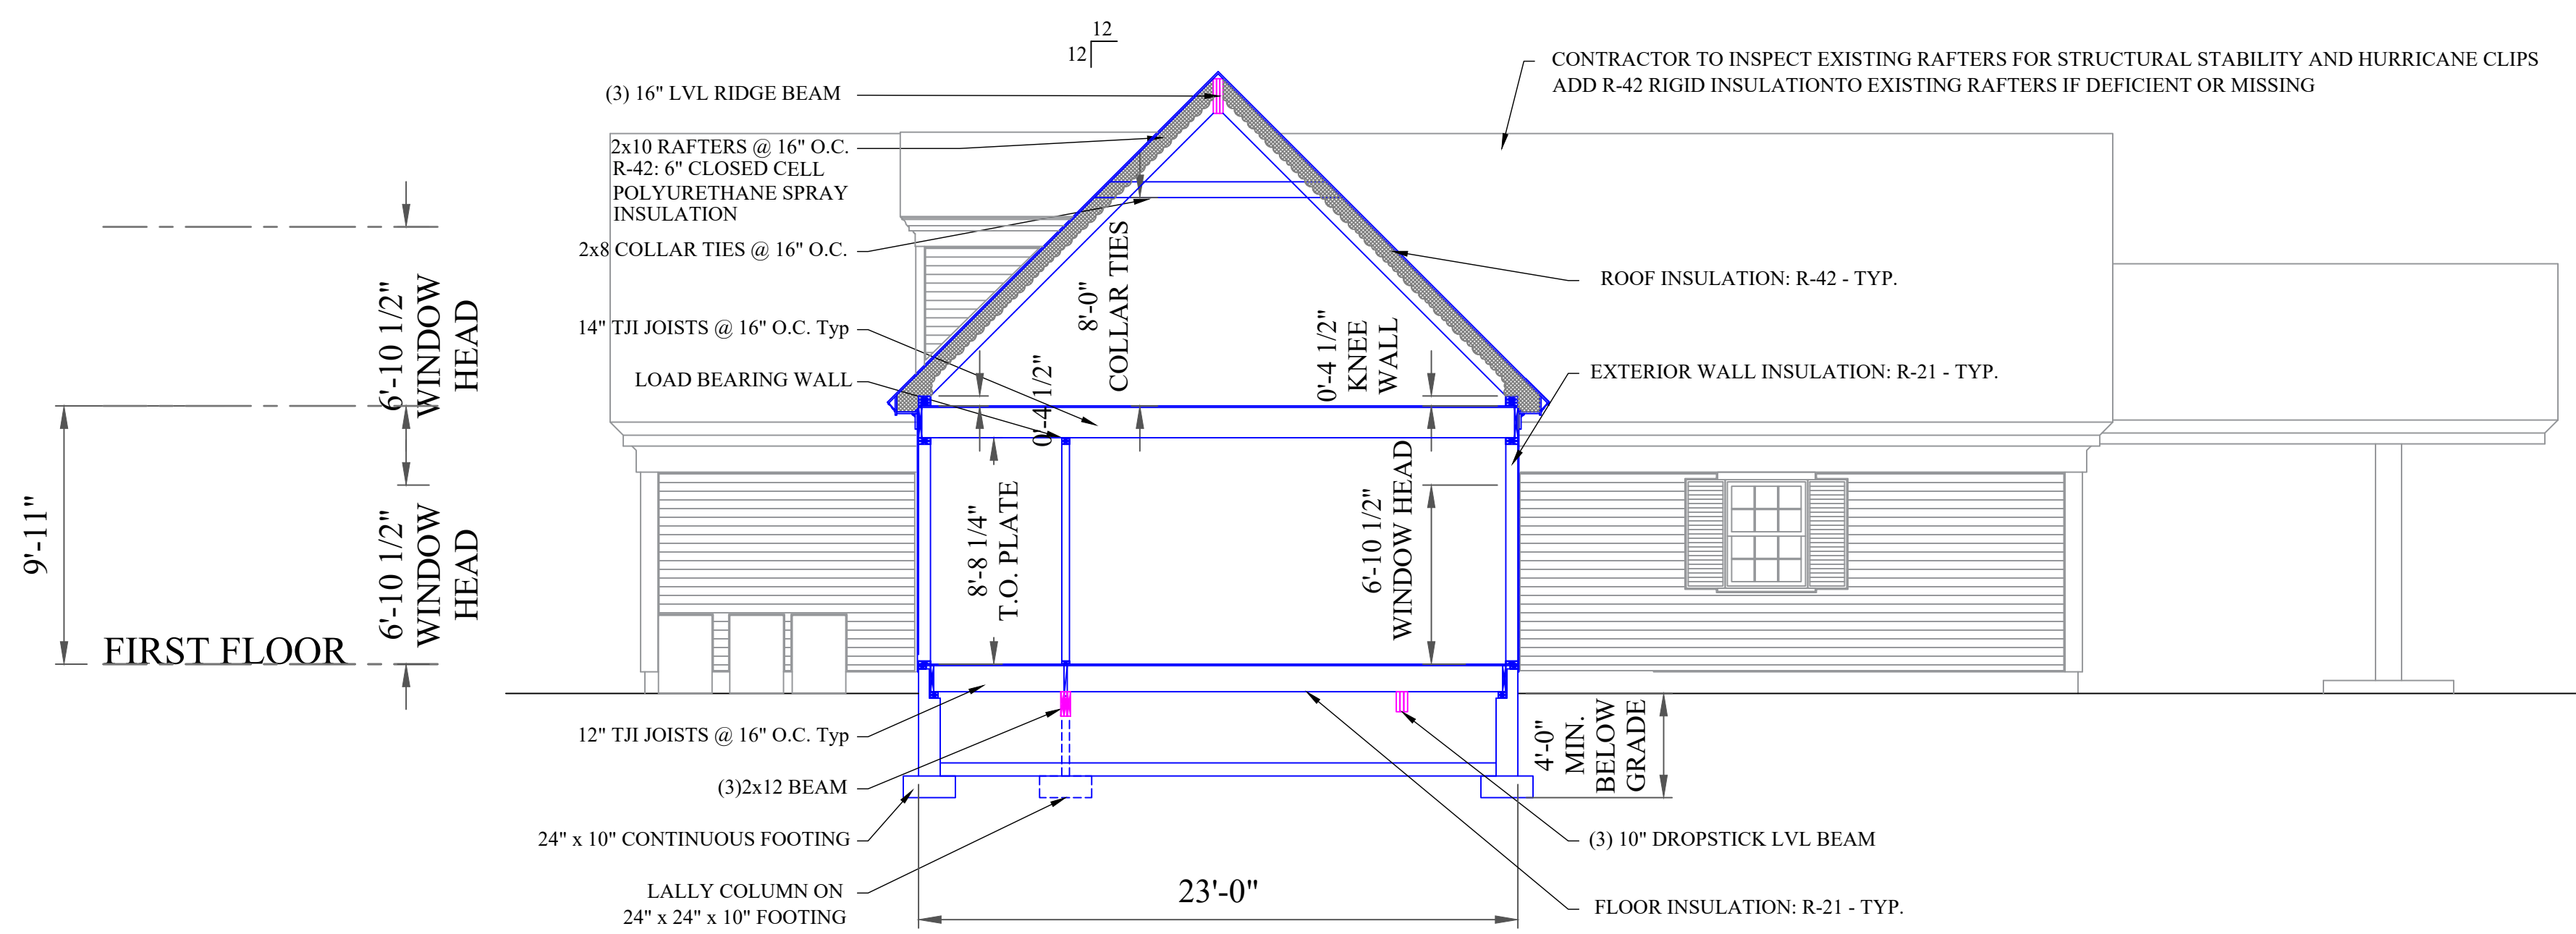 12
12
CONTRACTOR TO INSPECT EXISTING RAFTERS FOR STRUCTURAL STABILITY AND HURRICANE CLIPS
ADD R-42 RIGID INSULATIONTO EXISTING RAFTERS IF DEFICIENT OR MISSING
(3) 16" LVL RIDGE BEAM
2x10 RAFTERS @ 16" O.C.
R-42: 6" CLOSED CELL
POLYURETHANE SPRAY
INSULATION
2x8 COLLAR TIES @ 16" O.C.
14" TJI JOISTS @ 16" O.C. Typ
LOAD BEARING WALL
8'-0"
COLLAR TIES
0'-4 1/2"
0'-4 1/2"
KNEE
WALL
ROOF INSULATION: R-42 - TYP.
EXTERIOR WALL INSULATION: R-21 - TYP.
6'-10 1/2"
WINDOW
HEAD
9'-11"
6'-10 1/2"
WINDOW
HEAD
FIRST FLOOR
8'-8 1/4"
T.O. PLATE
6'-10 1/2"
WINDOW HEAD
12" TJI JOISTS @ 16" O.C. Typ
(3)2x12 BEAM
24" x 10" CONTINUOUS FOOTING
LALLY COLUMN ON
24" x 24" x 10" FOOTING
23'-0"
4'-0"
MIN.
BELOW
GRADE
(3) 10" DROPSTICK LVL BEAM
FLOOR INSULATION: R-21 - TYP.